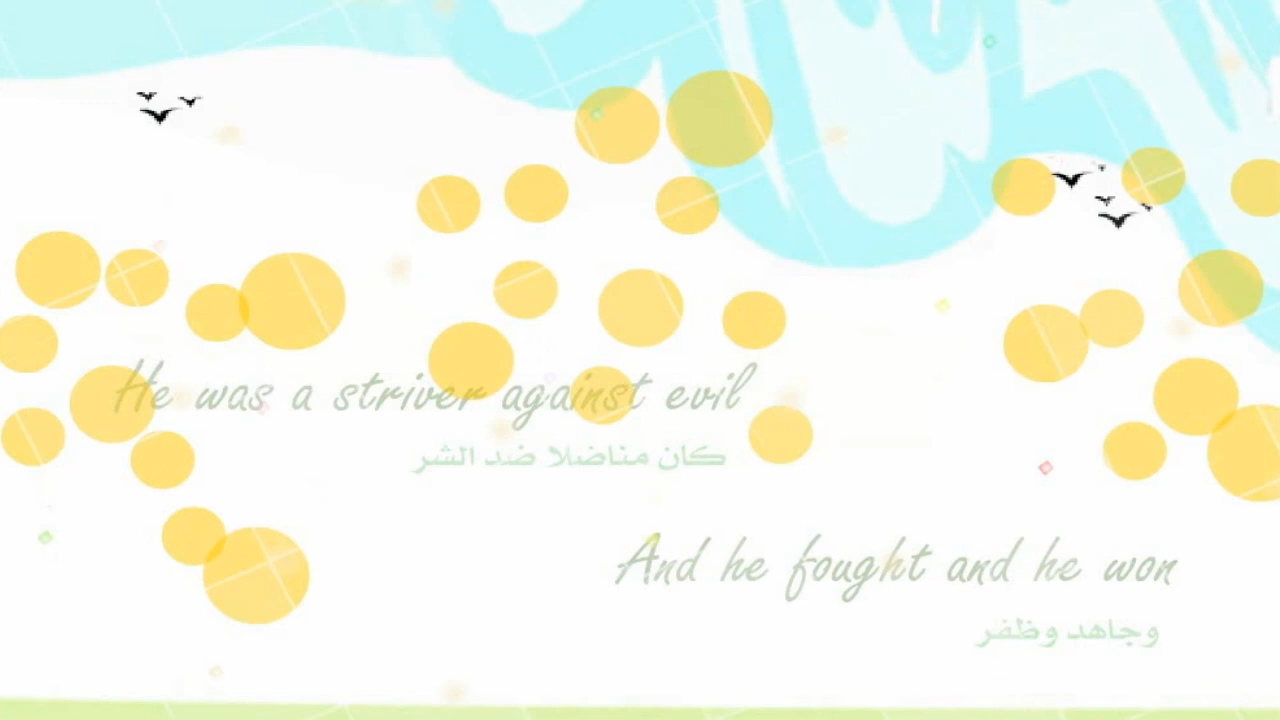 He was a striver against evil
كان مناضلا ضد الشر
And he fought and he won
وجاهد وظفر